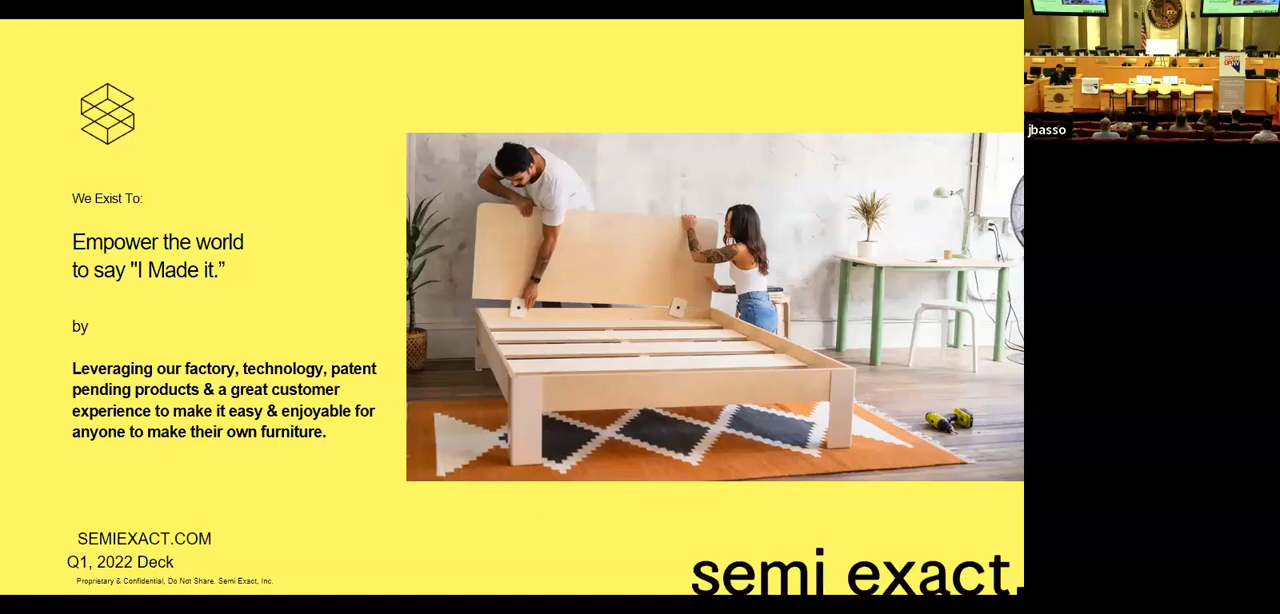 We Exist To:
Empower the world
to say "I Made it.”
by
Leveraging our factory, technology, patent
pending products & a great customer
experience to make it easy & enjoyable for
anyone to make their own furniture.
SEMIEXACT.COM
Q1, 2022 Deck
Proprietary & Confidential, Do Not Share. Semi Exact, Inc.
semi exact.
jbasso